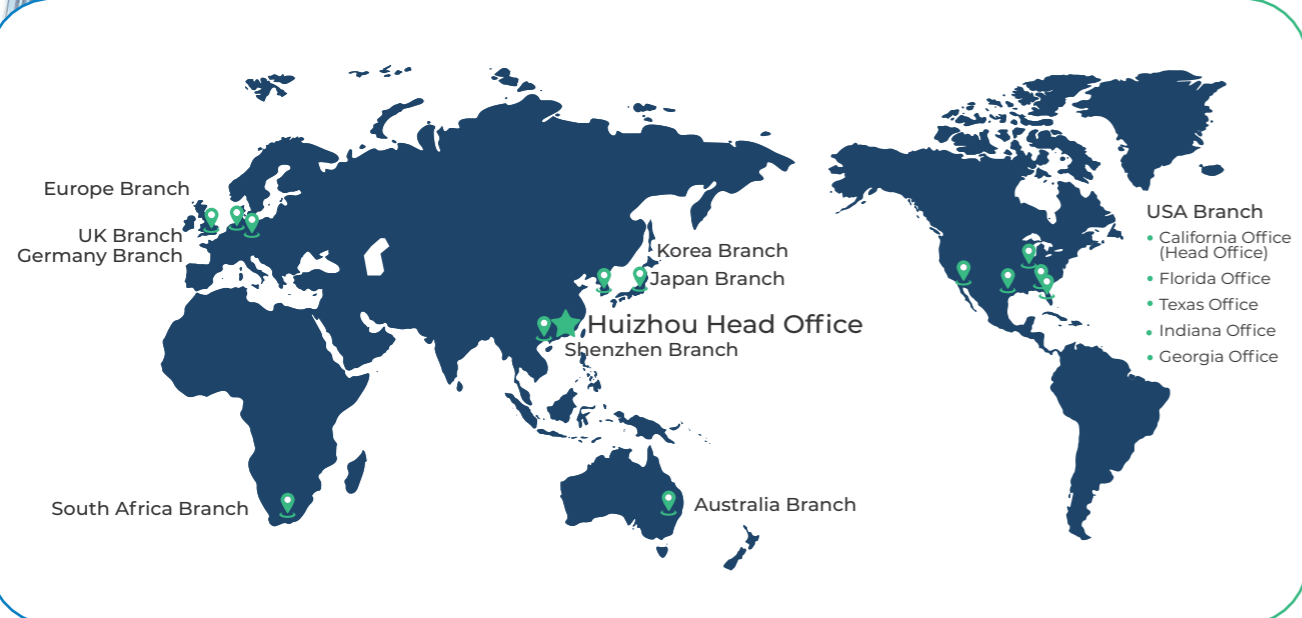 Europe Branch
UK Branch
Germany Branch
South Africa Branch
Korea Branch
Japan Branch
Huizhou Head Office
Shenzhen Branch
Australia Branch
USA Branch
• California Office
(Head Office)
• Florida Office
• Texas Office
• Indiana Office
• Georgia Office